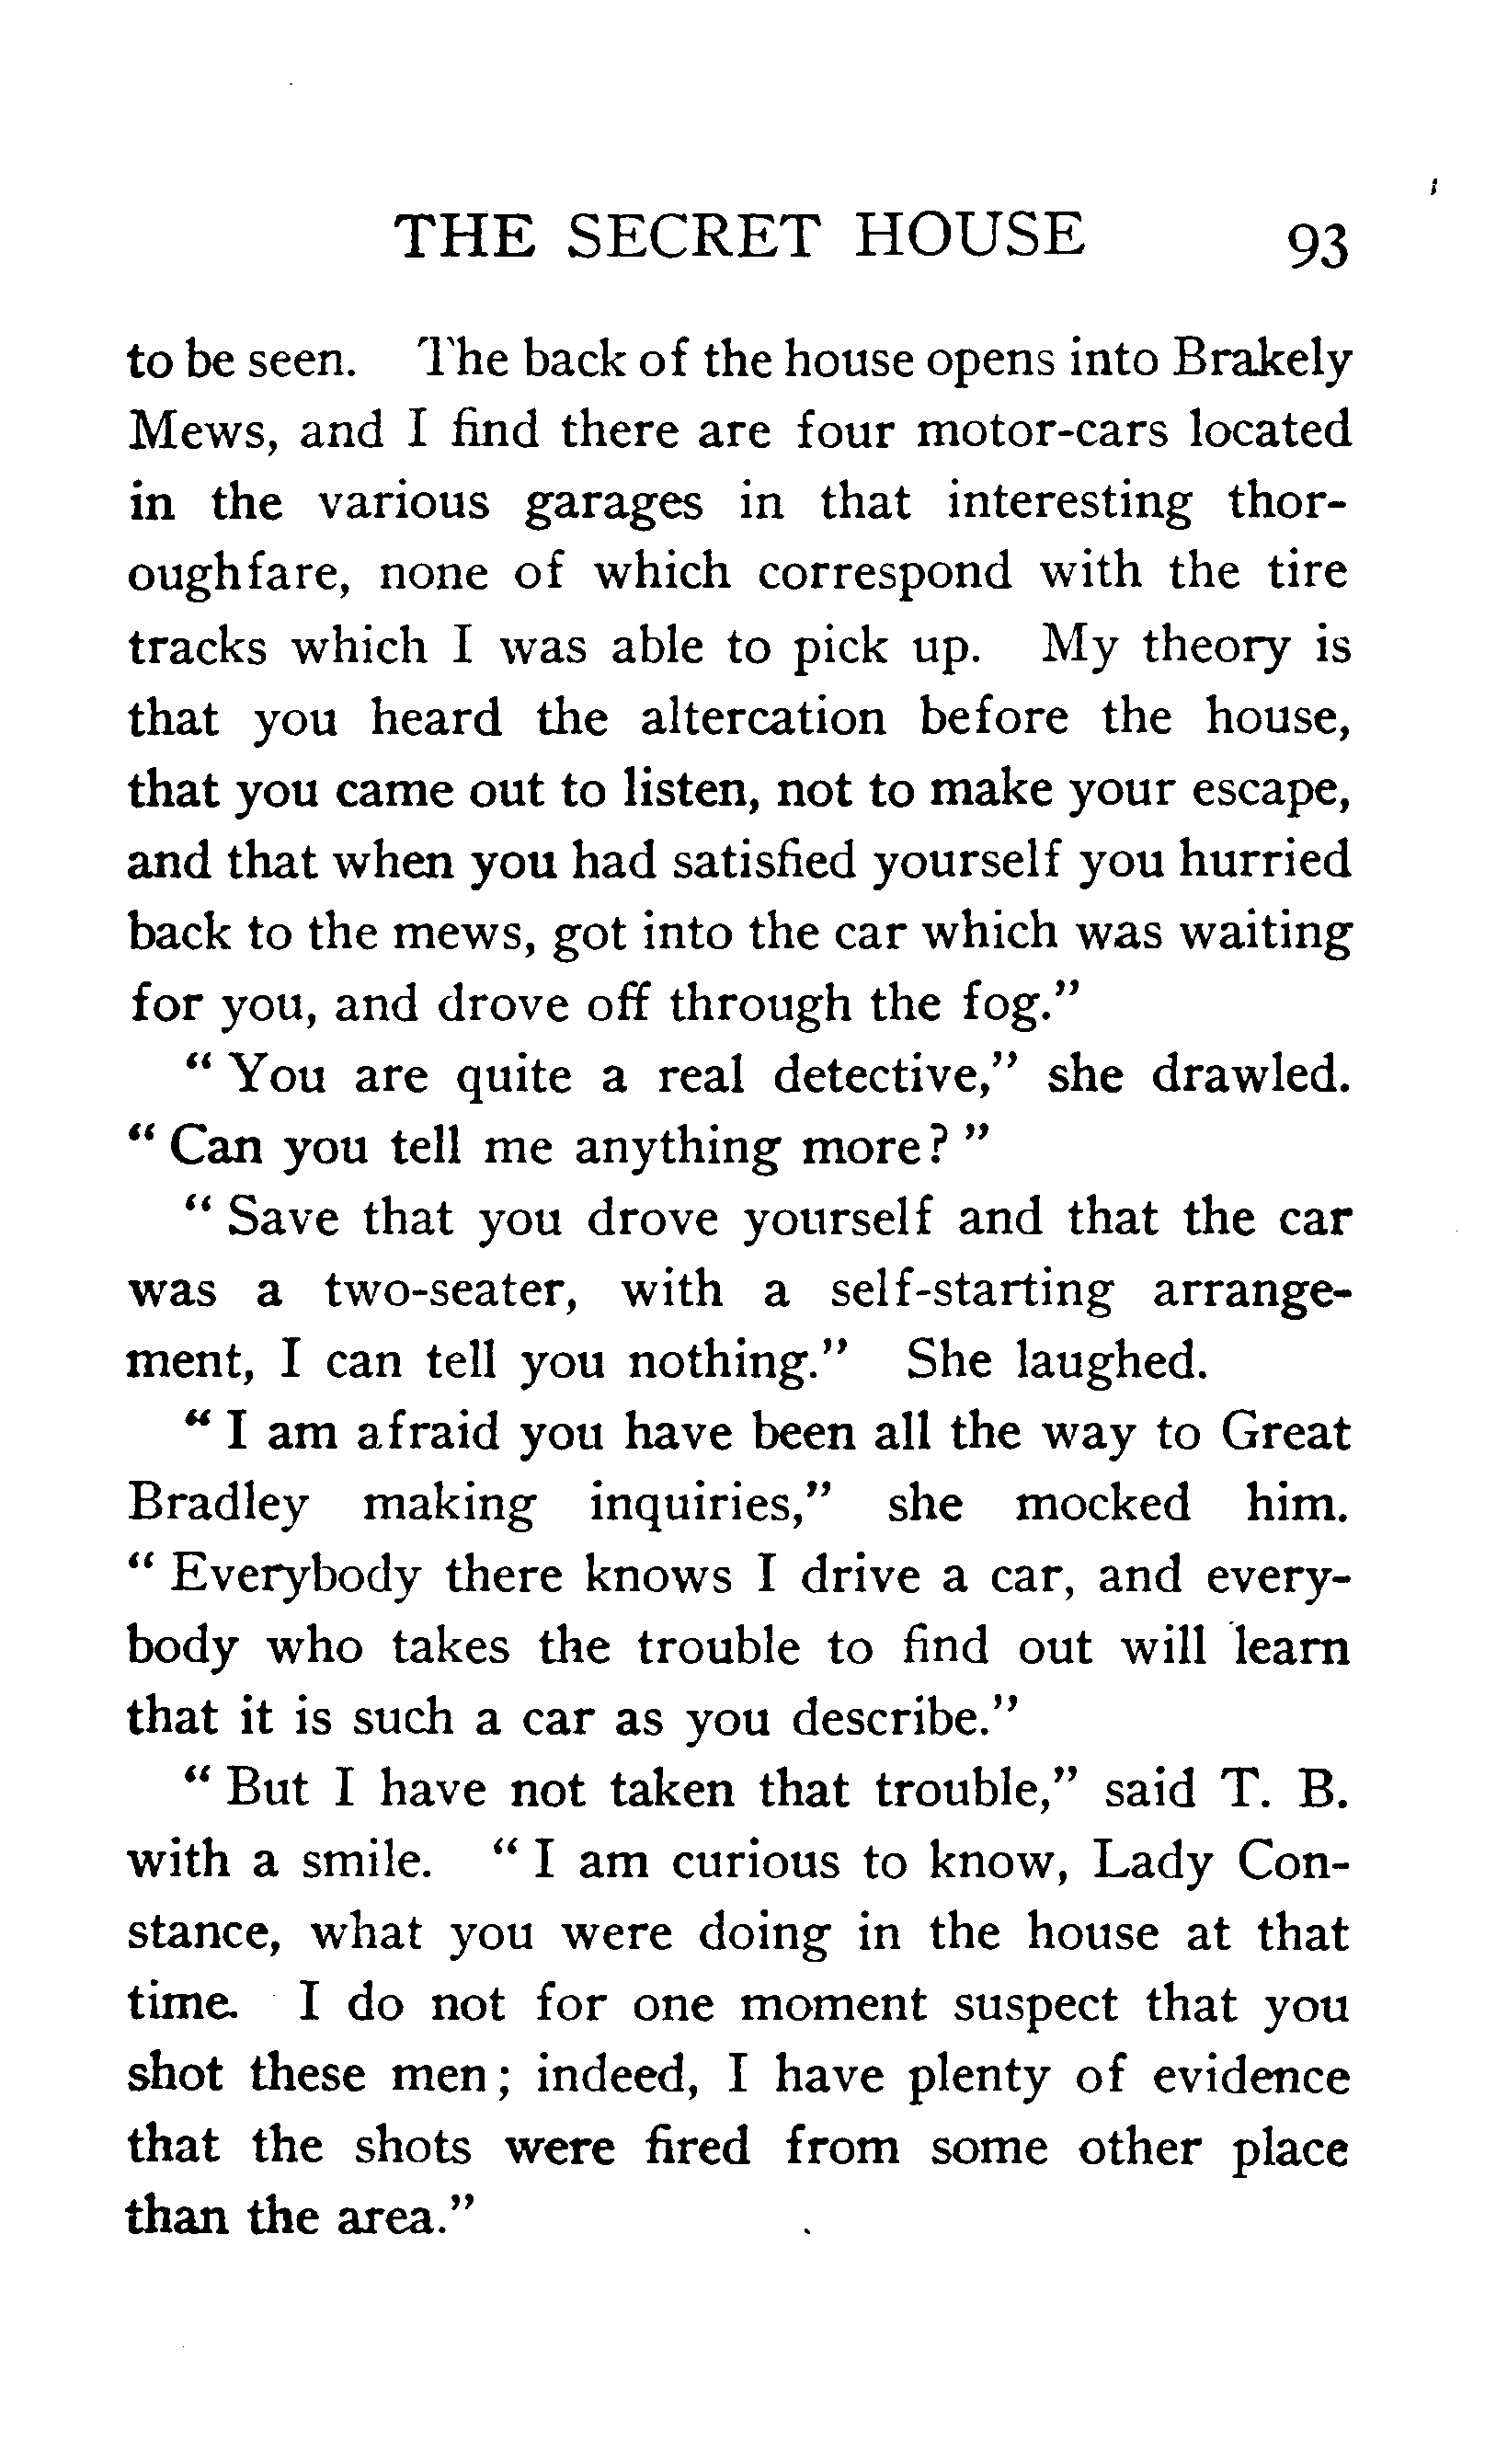 THE SECRET HOUSE 93
to be seen. The back of the house opens into Brakely
Mews, and I find there are four motor-cars located
in the various garages in that interesting thor-
oughfare, none of which correspond with the tire
tracks which I was able to pick up. My theory is
that you heard the altercation before the house,
that you came out to listen, not to make your escape,
and that when you had satisfied yourself you hurried
back to the mews, got into the car which was waiting
for you, and drove off through the fog."
" You are quite a real detective," she drawled.
" Can you tell me anything more? "
" Save that you drove yourself and that the car
was a two-seater, with a self-starting arrange-
ment, I can tell you nothing." She laughed.
" I am afraid you have been all the way to Great
Bradley making inquiries," she mocked him.
" Everybody there knows I drive a car, and every-
body who takes the trouble to find out will learn
that it is such a car as you describe."
" But I have not taken that trouble," said T. B.
with a smile. " I am curious to know, Lady Con-
stance, what you were doing in the house at that
time. I do not for one moment suspect that you
shot these men; indeed, I have plenty of evidence
that the shots were fired from some other place
than the area."